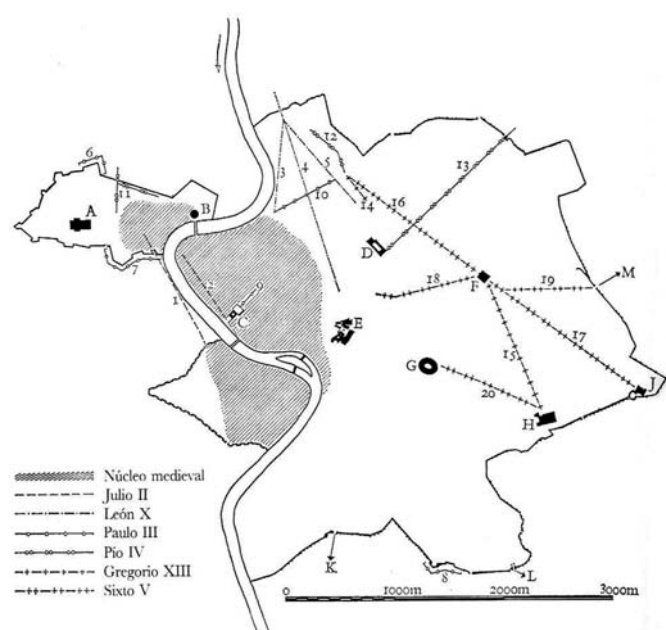 12
13
6
3
4
5
10
14
16
11
A
B
D
M
18
F
19
7
2
1
9
C
E
15
17
G
J
20
H
Núcleo medieval
Julio II
León X
Paulo III
Pío IV
Gregorio XIII
Sixto V
K
8
L
0 1000m 2000m 3000m